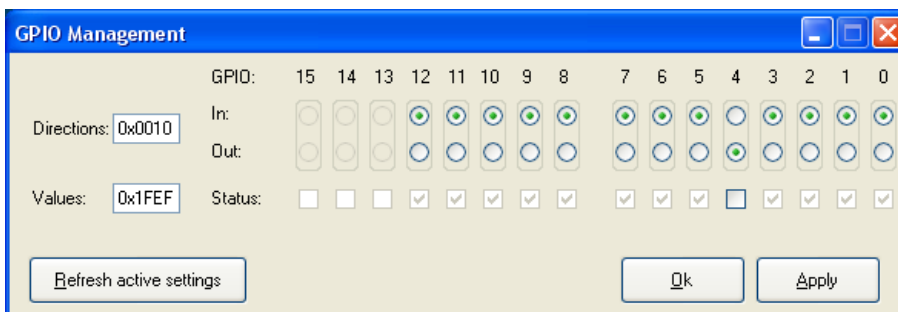 GPIO Management
GPIO: 15 14 13 12 11 10 9 8 7 6 5 4 3 2 1 0
Directions: 0x0010 In:
Out:
Values: 0x1FEF Status:
Refresh active settings Ok Apply